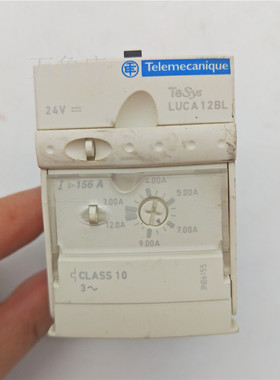 Telemecanique
TeSys
24V LUCA12BL
I > 156 A
3.00A
4.00A
5.00A
12.0A
7.00A
9.00A
CLASS 10
3~